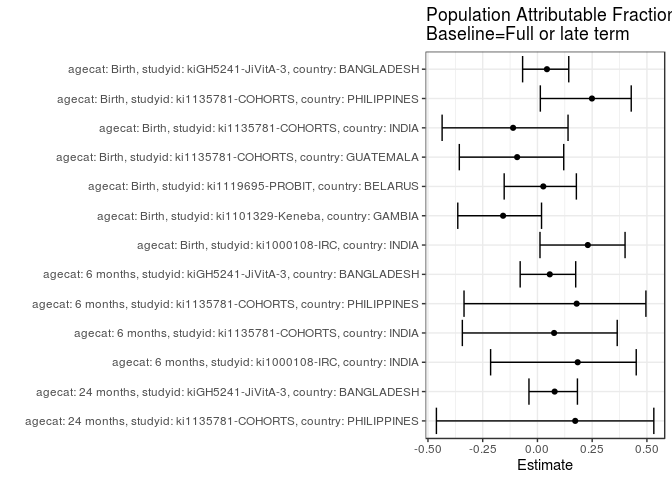 Population Attributable Fraction
Baseline=Full or late term
agecat: Birth, studyid: kiGH5241-JiVitA-3, country: BANGLADESH
agecat: Birth, studyid: ki1135781-COHORTS, country: PHILIPPINES
agecat: Birth, studyid: ki1135781-COHORTS, country: INDIA
agecat: Birth, studyid: ki1135781-COHORTS, country: GUATEMALA
agecat: Birth, studyid: ki1119695-PROBIT, country: BELARUS
agecat: Birth, studyid: ki1101329-Keneba, country: GAMBIA
agecat: Birth, studyid: ki1000108-IRC, country: INDIA
agecat: 6 months, studyid: kiGH5241-JiVitA-3, country: BANGLADESH
agecat: 6 months, studyid: ki1135781-COHORTS, country: PHILIPPINES
agecat: 6 months, studyid: ki1135781-COHORTS, country: INDIA
agecat: 6 months, studyid: ki1000108-IRC, country: INDIA
agecat: 24 months, studyid: kiGH5241-JiVitA-3, country: BANGLADESH
agecat: 24 months, studyid: ki1135781-COHORTS, country: PHILIPPINES
-0.50 -0.25 0.00 0.25 0.50
Estimate